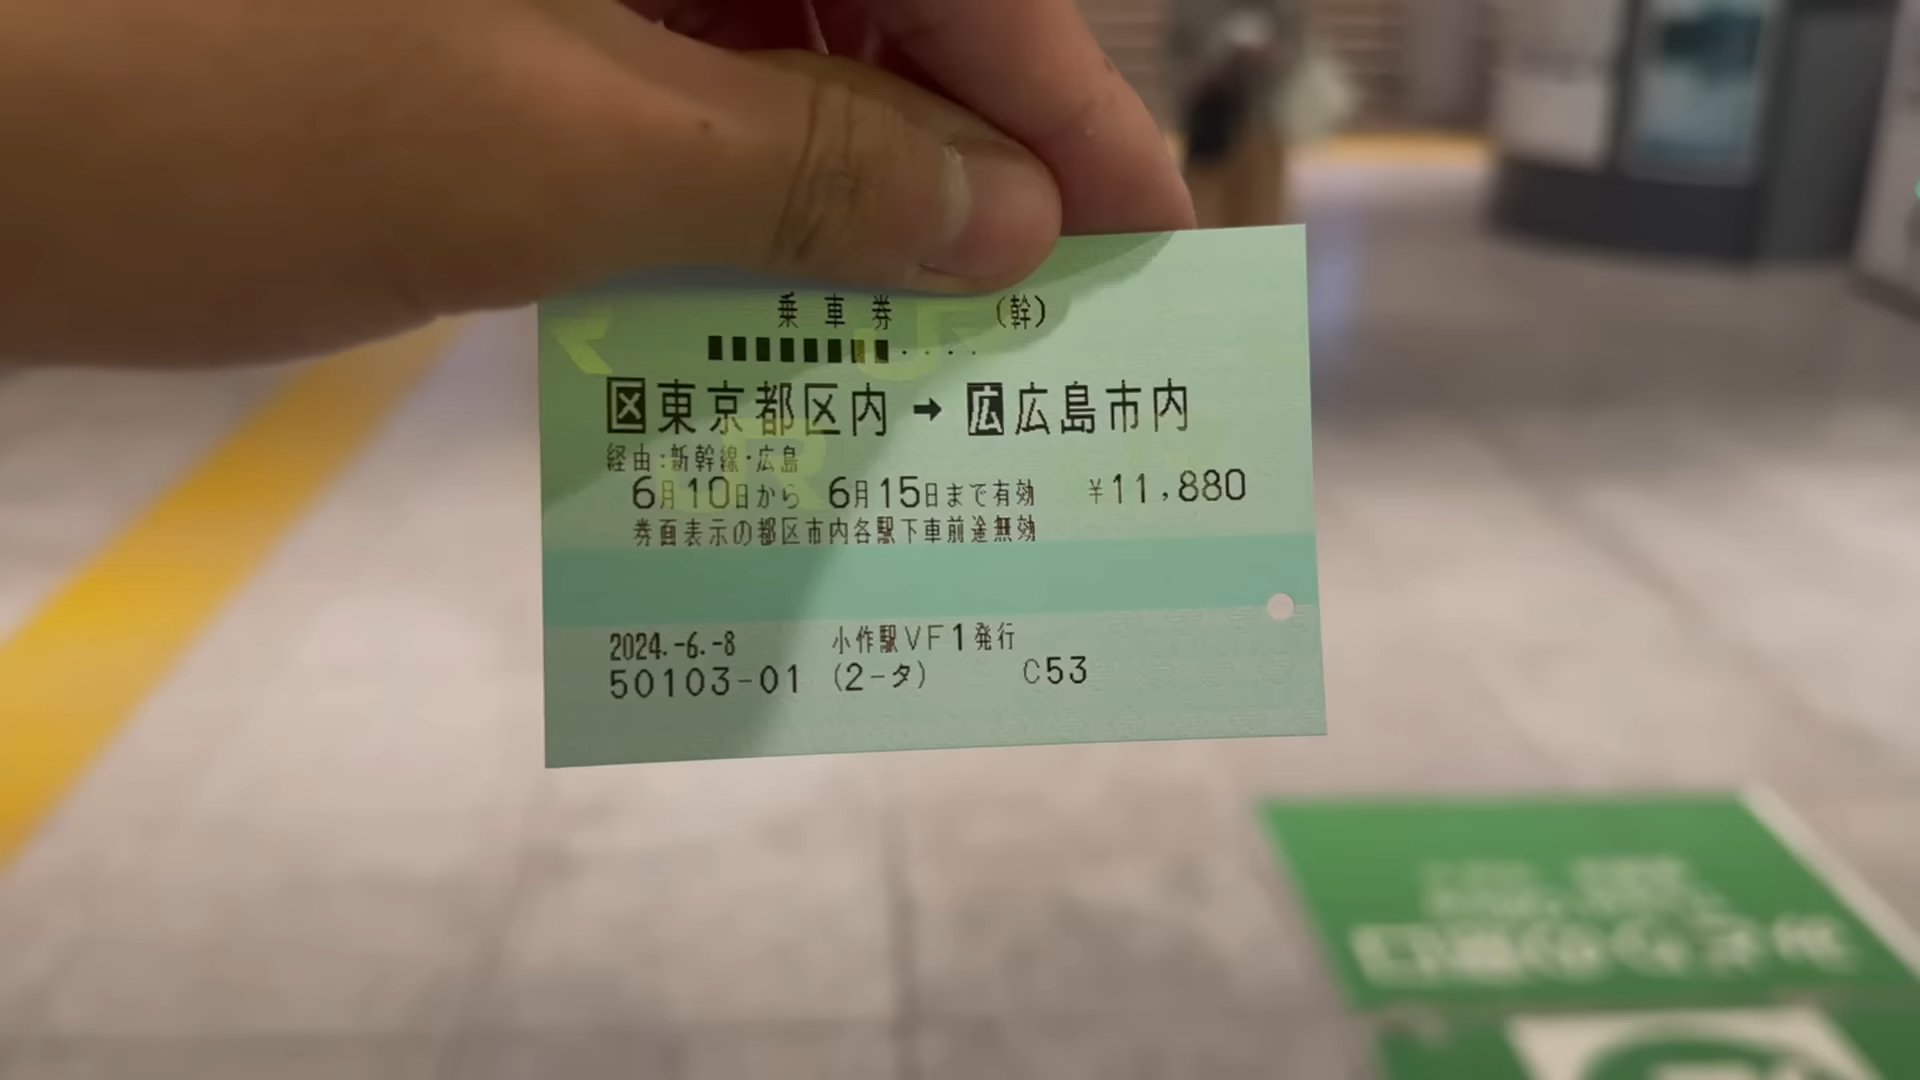 乗車券 (幹)
区東京都区内 → 広広島市内
経由:新幹線・広島
6月10日から 6月15日まで有効 ¥11,880
券面表示の都区市内各駅下車前途無効
2024.-6.-8 小作駅VF1発行
50103-01 (2-タ) C53